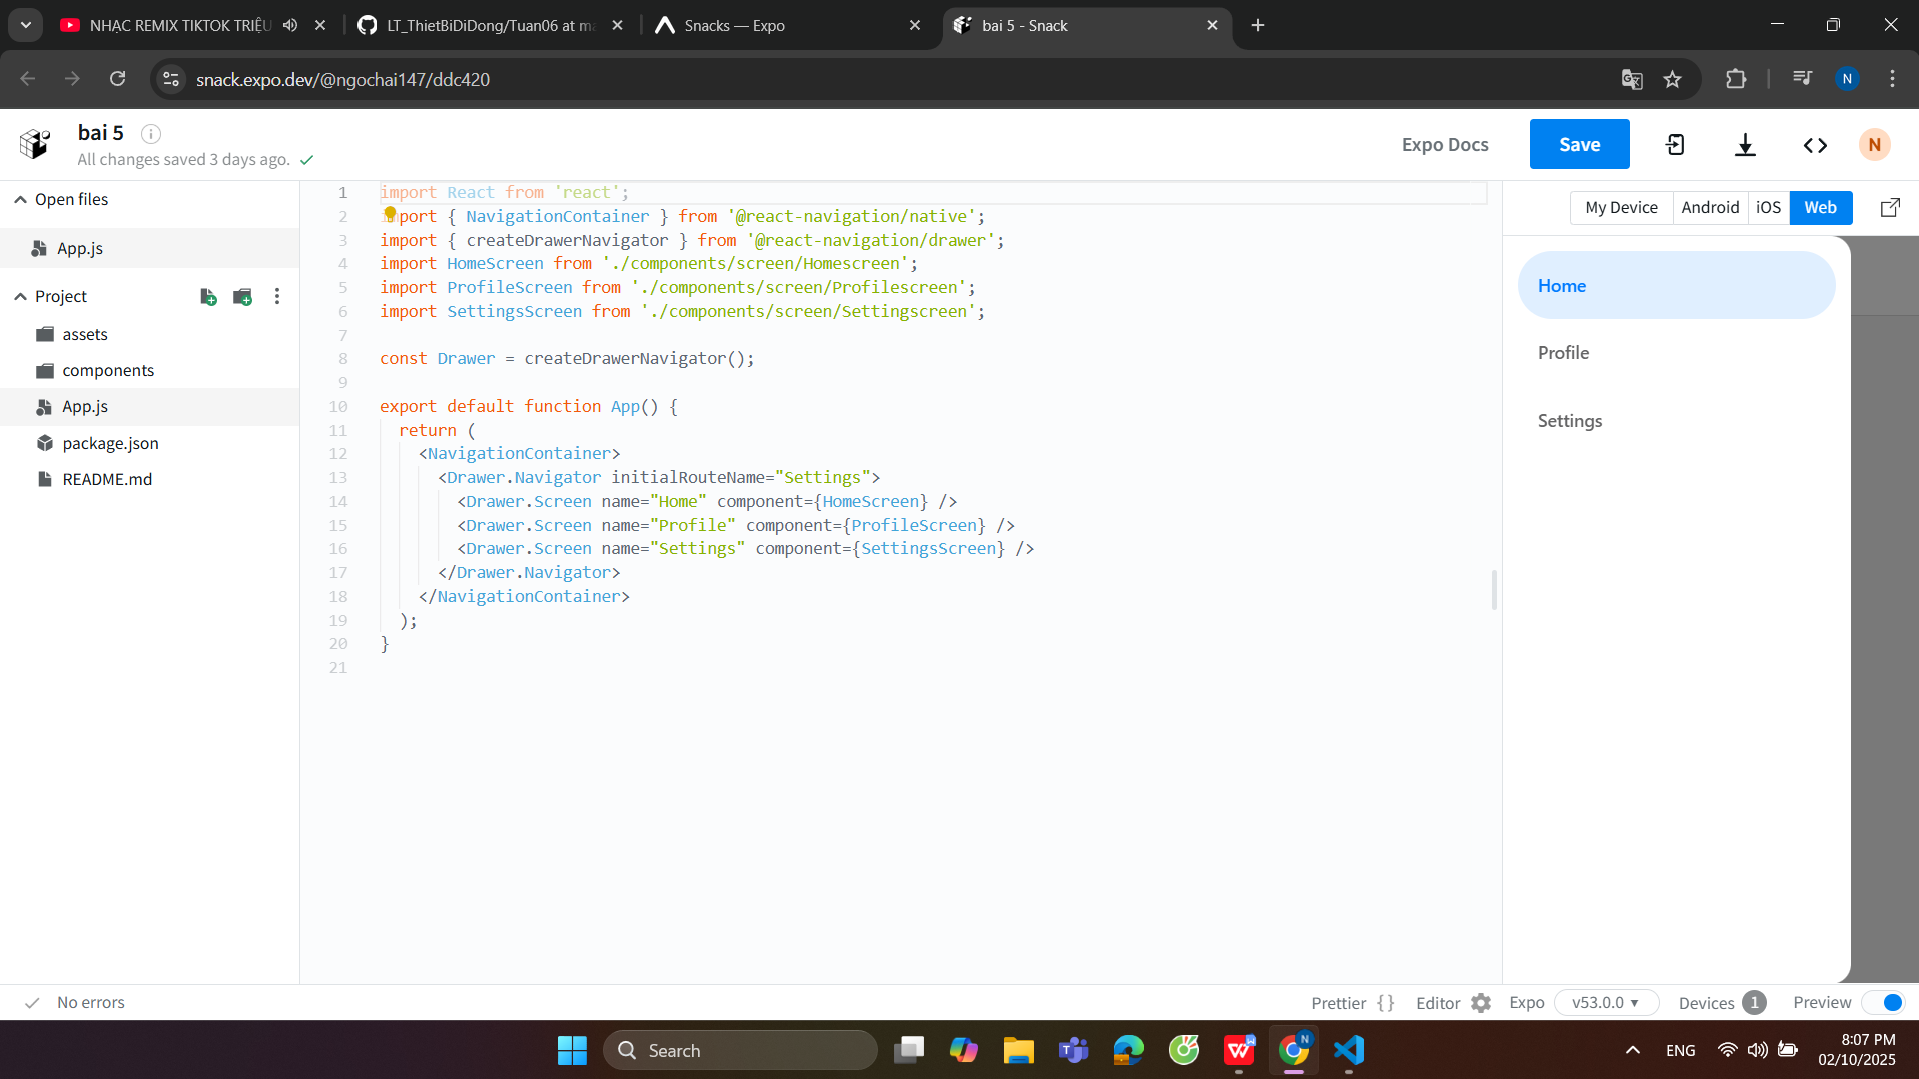 NHẠC REMIX TIKTOK TRIỆU
LT_ThietBiDiDong/Tuan06 at ma
Snacks — Expo
bai 5 - Snack
snack.expo.dev/@ngochai147/ddc420
N
bai 5
All changes saved 3 days ago.
Expo Docs
Save
N
Open files
App.js
Project
assets
components
App.js
package.json
README.md
1 import React from 'react';
2 import { NavigationContainer } from '@react-navigation/native';
3 import { createDrawerNavigator } from '@react-navigation/drawer';
4 import HomeScreen from './components/screen/Homescreen';
5 import ProfileScreen from './components/screen/Profilescreen';
6 import SettingsScreen from './components/screen/Settingscreen';
7
8 const Drawer = createDrawerNavigator();
9
10 export default function App() {
11 return (
12 <NavigationContainer>
13 <Drawer.Navigator initialRouteName="Settings">
14 <Drawer.Screen name="Home" component={HomeScreen} />
15 <Drawer.Screen name="Profile" component={ProfileScreen} />
16 <Drawer.Screen name="Settings" component={SettingsScreen} />
17 </Drawer.Navigator>
18 </NavigationContainer>
19 );
20 }
21
My Device Android iOS Web
Home
Profile
Settings
No errors
Prettier {} Editor Expo v53.0.0 ▾ Devices 1 Preview
Search
N
ENG
8:07 PM
02/10/2025